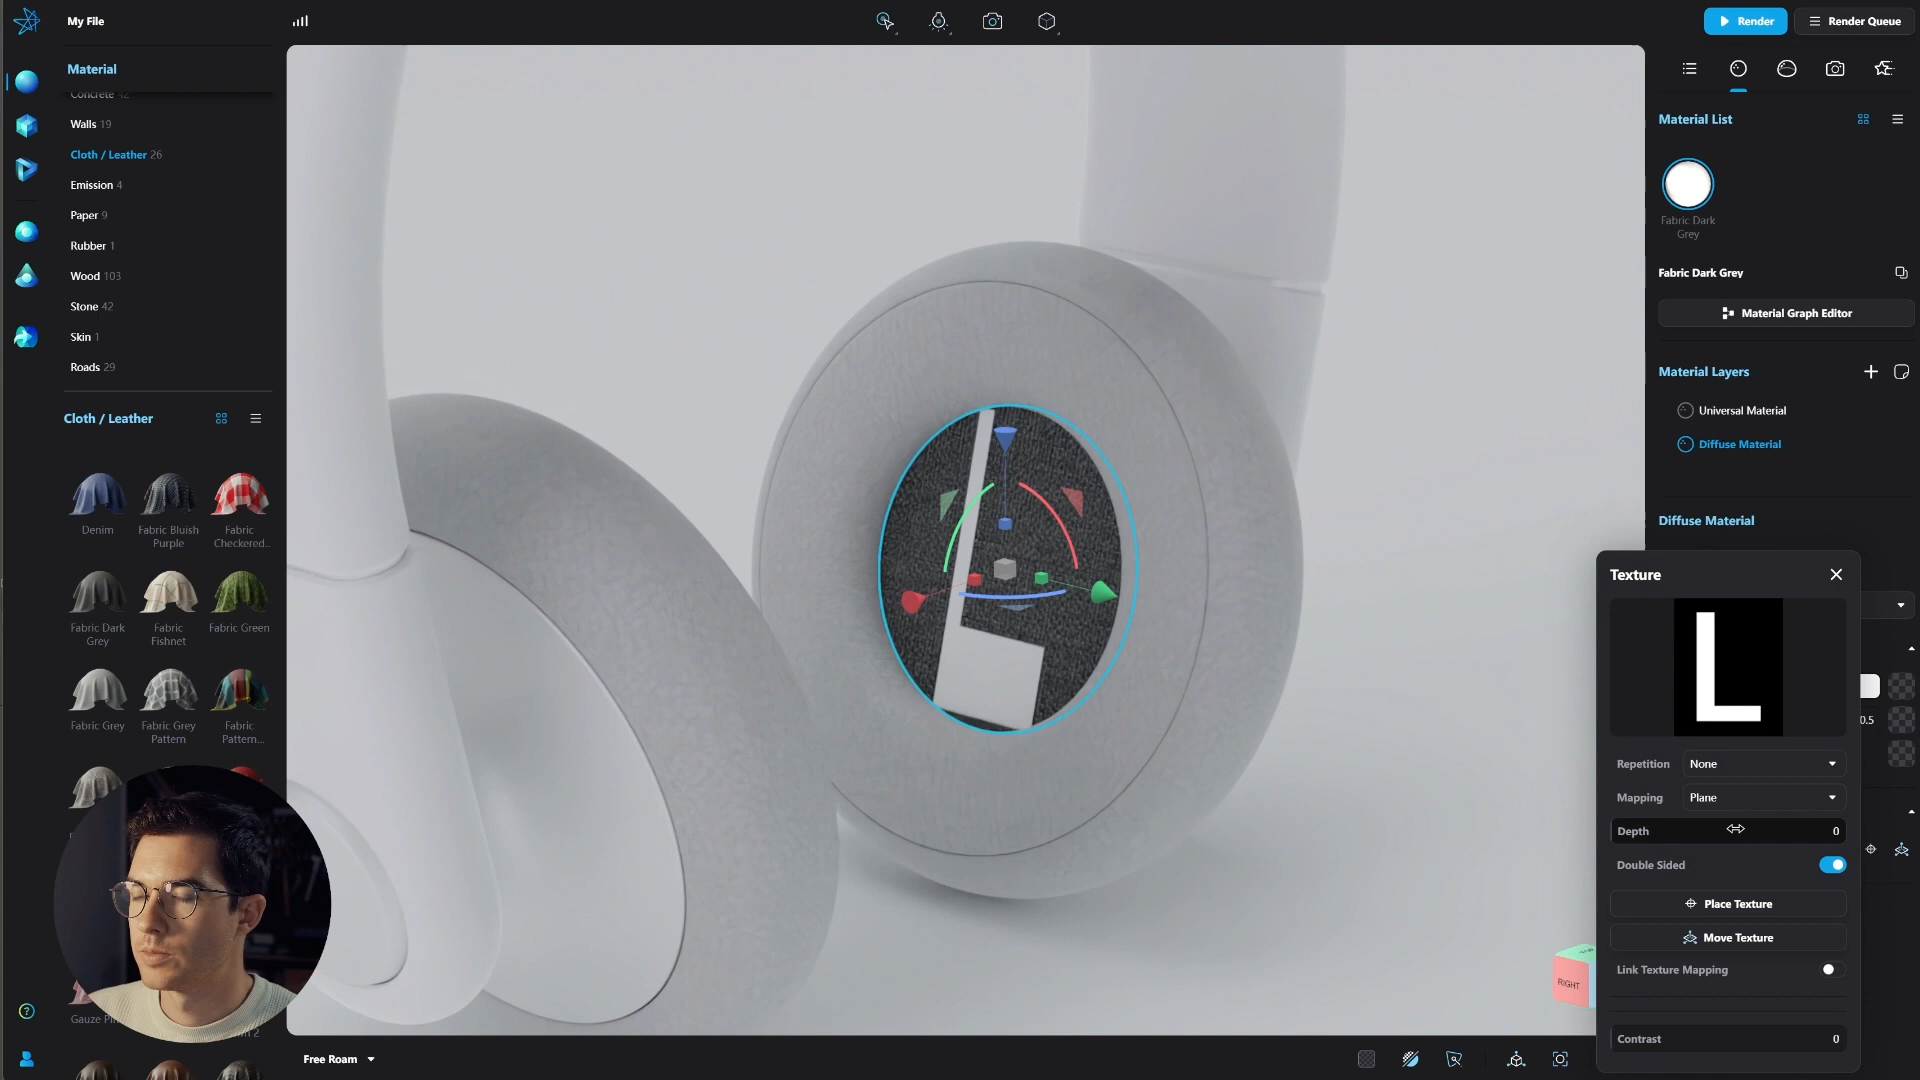 My File
Render
Render Queue
Material
Concrete 42
Walls 19
Cloth / Leather 26
Emission 4
Paper 9
Rubber 1
Wood 103
Stone 42
Skin 1
Roads 29
Cloth / Leather
Denim
Fabric Bluish Purple
Fabric Checkered...
Fabric Dark Grey
Fabric Fishnet
Fabric Green
Fabric Grey
Fabric Grey Pattern
Fabric Pattern...
Material List
Fabric Dark Grey
Fabric Dark Grey
Material Graph Editor
Material Layers
Universal Material
Diffuse Material
Diffuse Material
0.5
Texture
L
Repetition None
Mapping Plane
Depth 0
Double Sided
Place Texture
Move Texture
Link Texture Mapping
Contrast 0
RIGHT
Free Roam